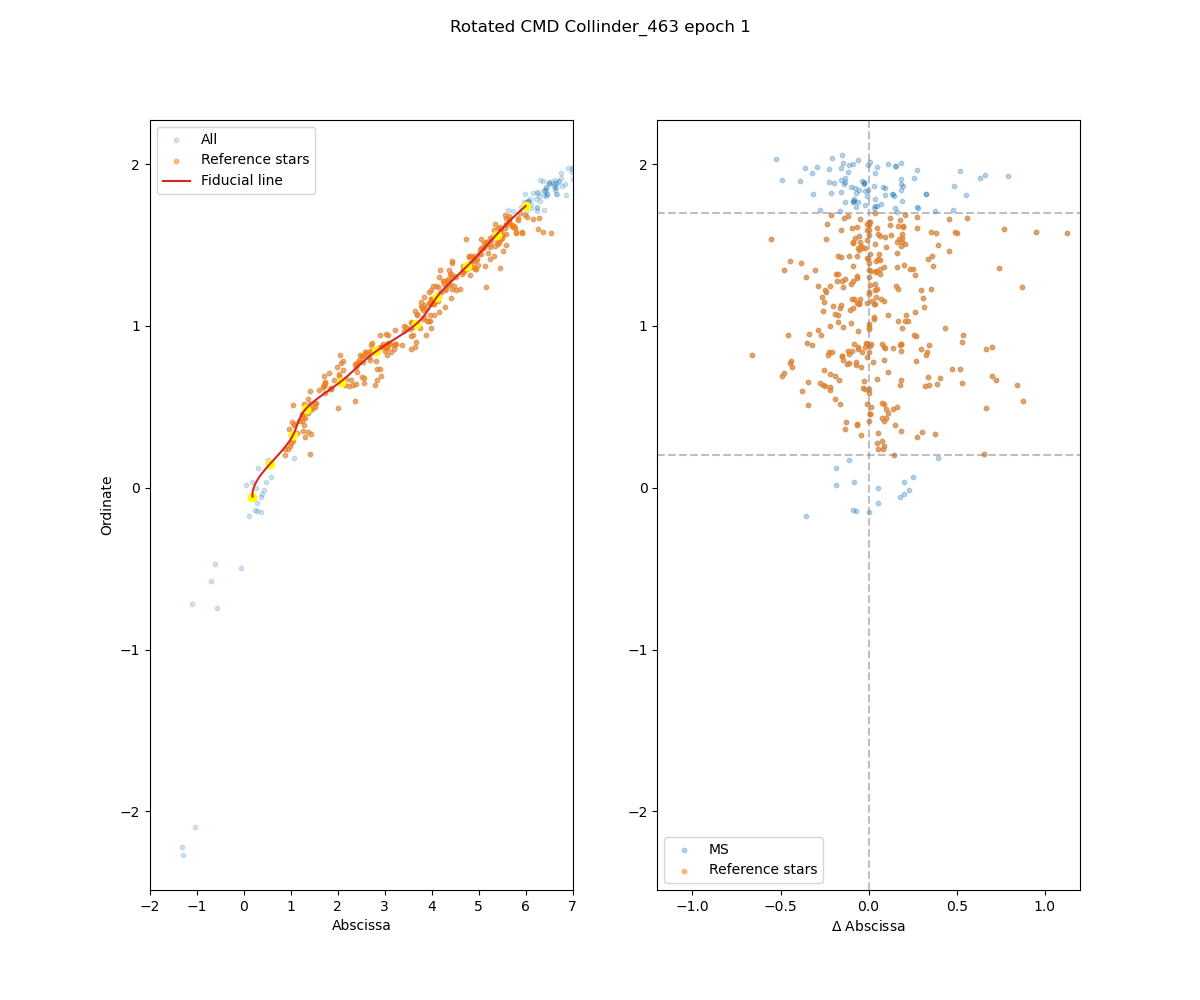 Rotated CMD Collinder_463 epoch 1
All
Reference stars
Fiducial line
2
1
0
−1
−2
Ordinate
−2 −1 0 1 2 3 4 5 6 7
Abscissa
2
1
0
−1
−2
MS
Reference stars
−1.0 −0.5 0.0 0.5 1.0
Δ Abscissa